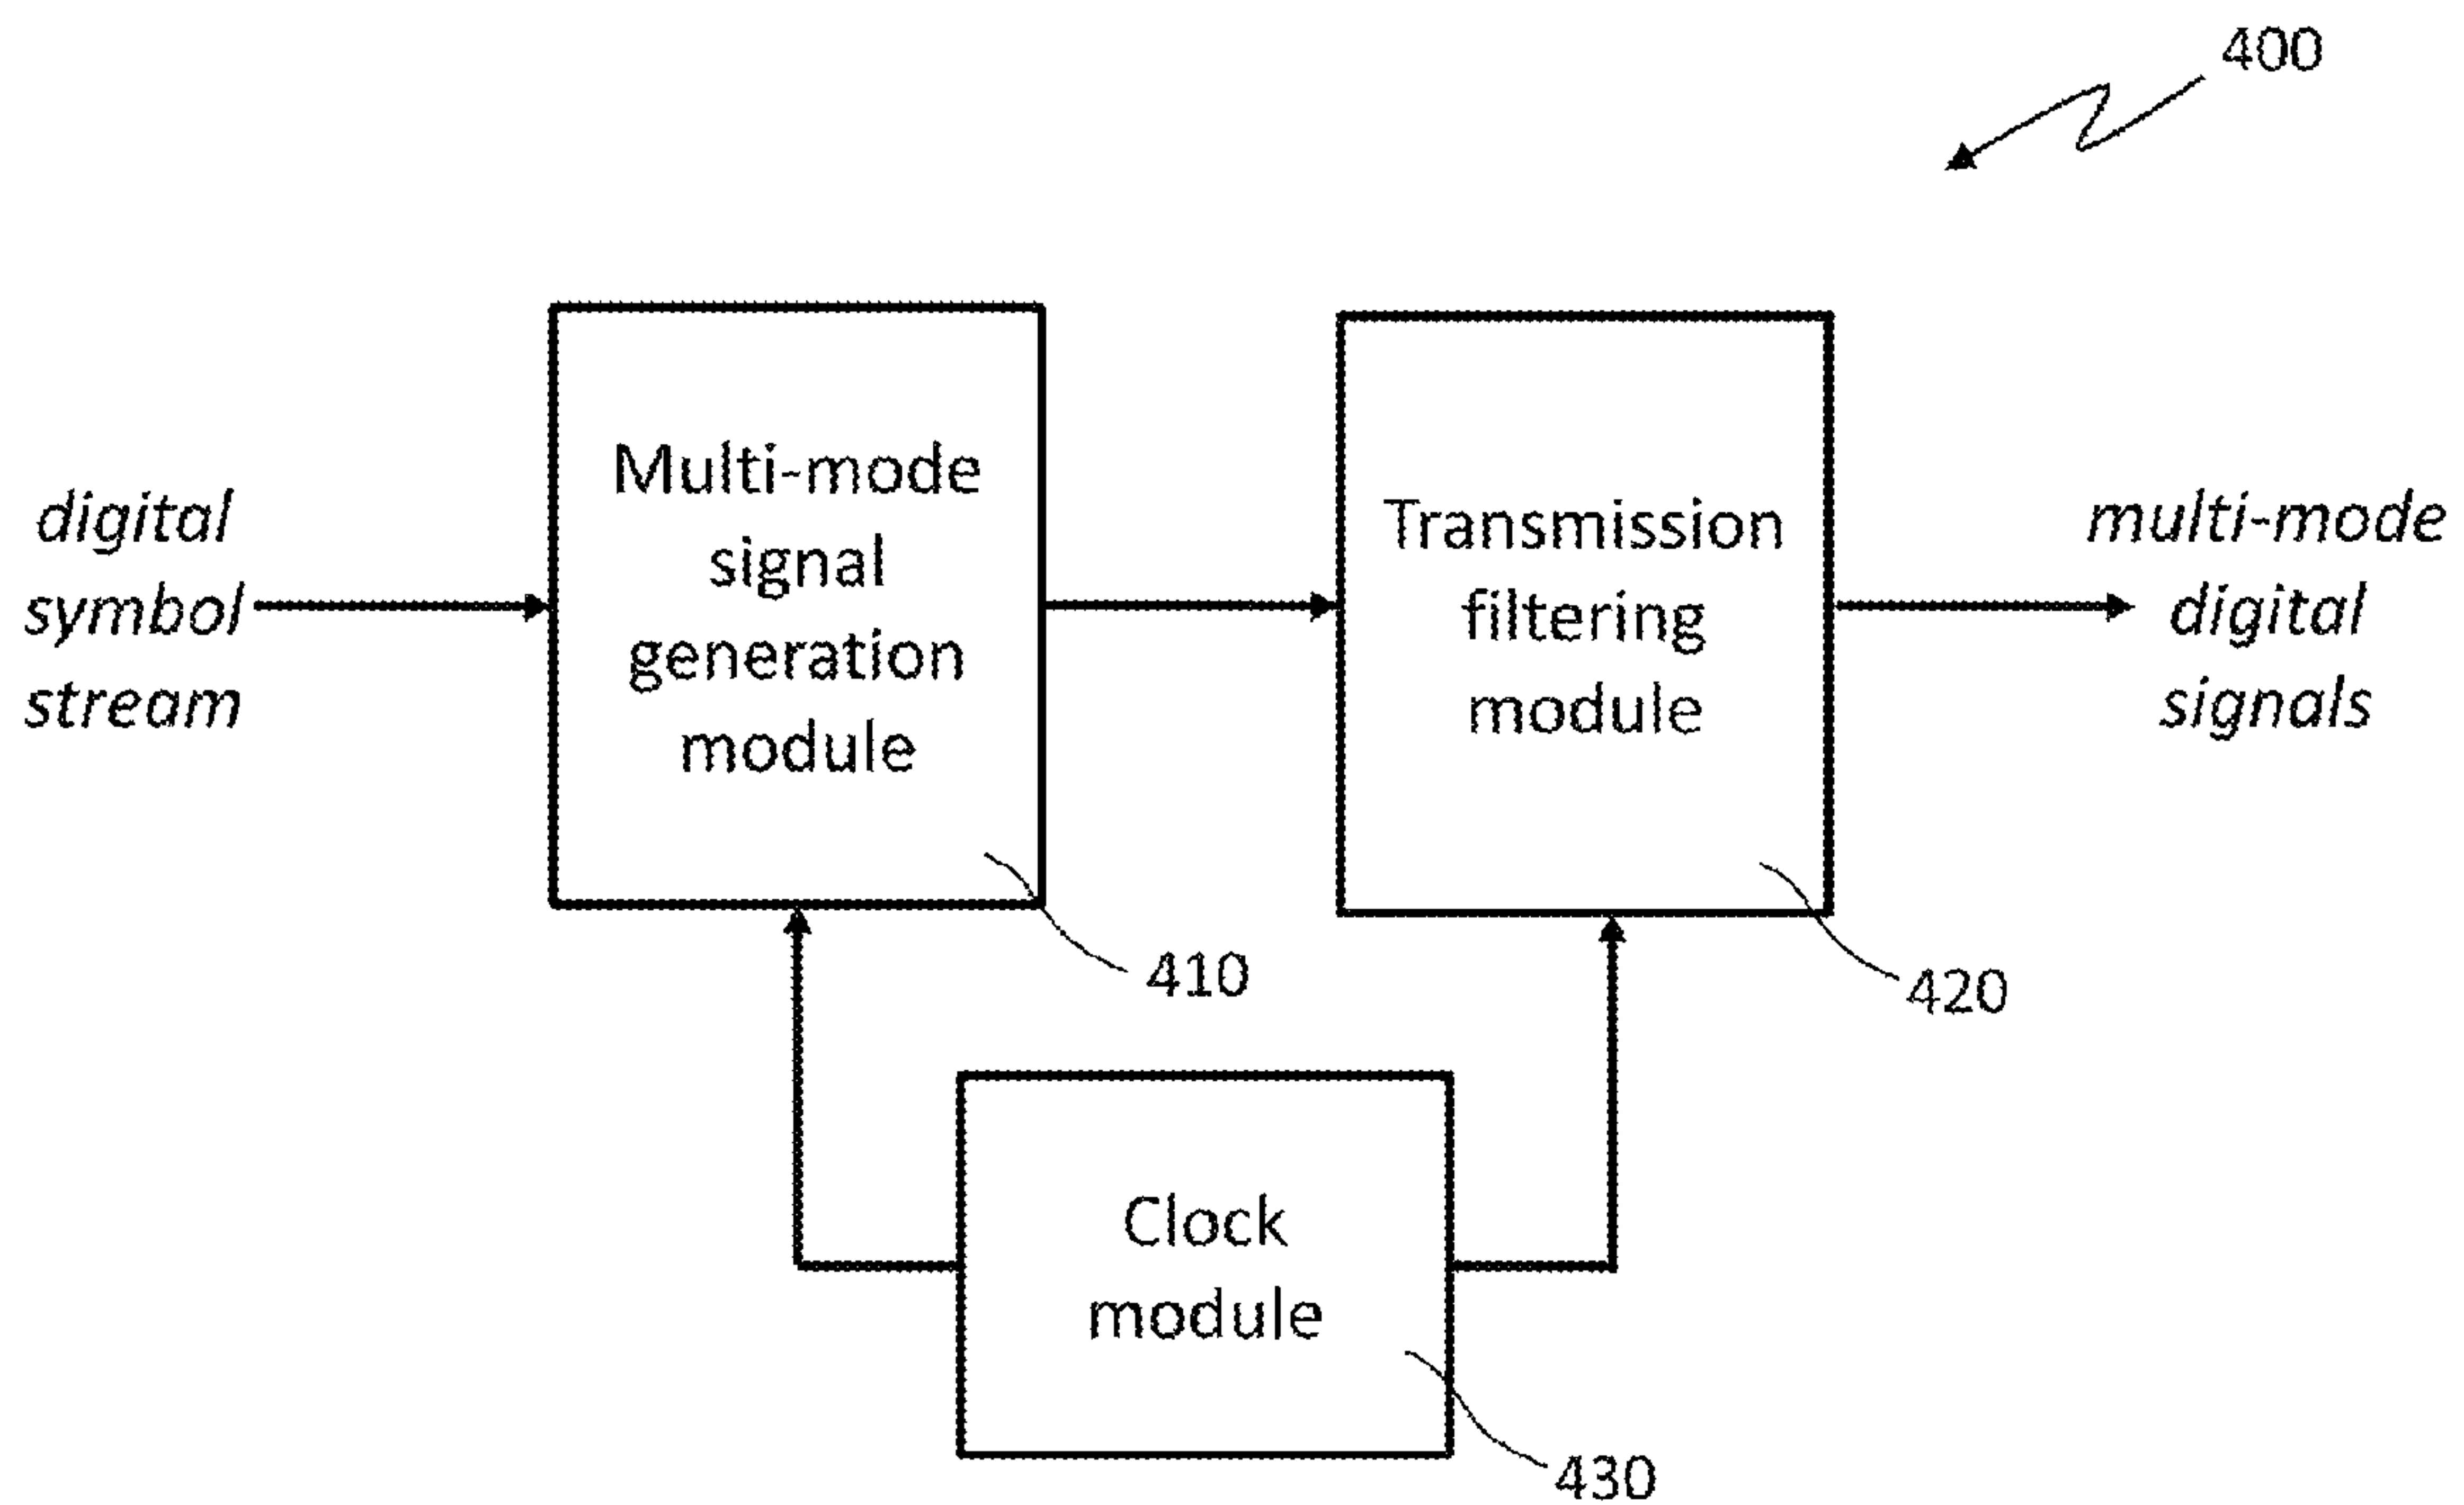 400
digital
symbol
stream
Multi-mode
signal
generation
module
Transmission
filtering
module
multi-mode
digital
signals
410
420
Clock
module
430